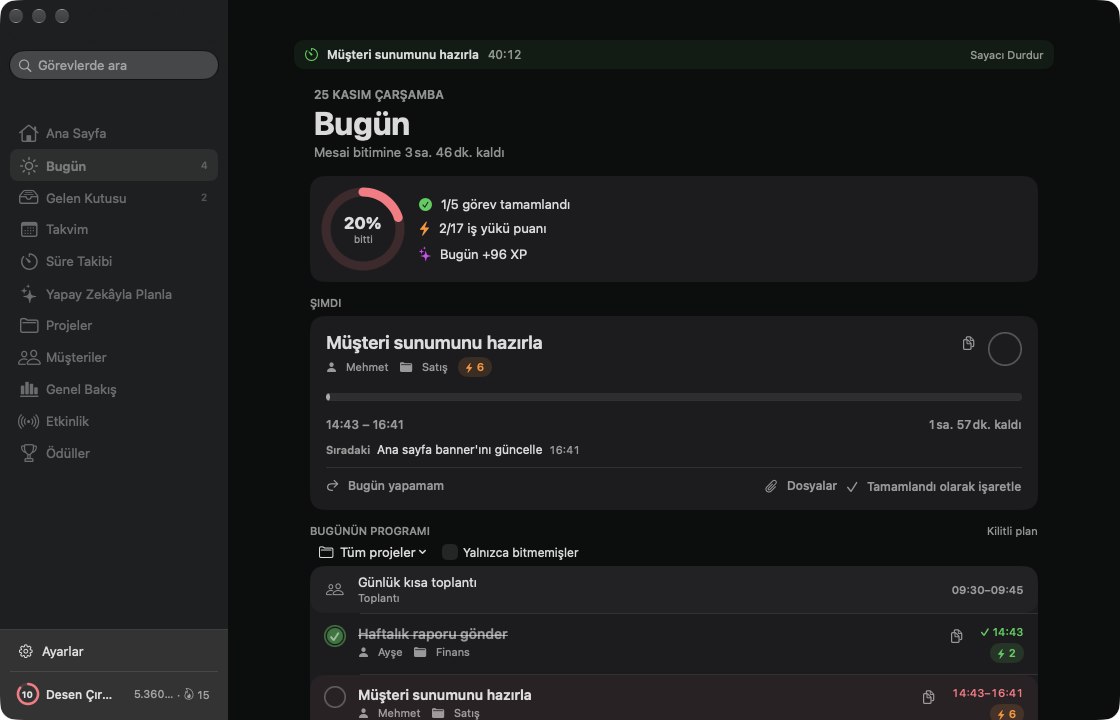 Görevlerde ara
Ana Sayfa
Bugün 4
Gelen Kutusu 2
Takvim
Süre Takibi
Yapay Zekâyla Planla
Projeler
Müşteriler
Genel Bakış
Etkinlik
Ödüller
Ayarlar
10 Desen Çır... 5.360... · 15
Müşteri sunumunu hazırla 40:12 Sayacı Durdur
25 KASIM ÇARŞAMBA
Bugün
Mesai bitimine 3 sa. 46 dk. kaldı
20%
bitti
1/5 görev tamamlandı
2/17 iş yükü puanı
Bugün +96 XP
ŞIMDI
Müşteri sunumunu hazırla
Mehmet Satış 6
14:43 – 16:41 1 sa. 57 dk. kaldı
Sıradaki Ana sayfa banner'ını güncelle 16:41
Bugün yapamam Dosyalar Tamamlandı olarak işaretle
BUGÜNÜN PROGRAMI Kilitli plan
Tüm projeler Yalnızca bitmemişler
Günlük kısa toplantı
Toplantı 09:30–09:45
Haftalık raporu gönder 14:43
Ayşe Finans 2
Müşteri sunumunu hazırla 14:43–16:41
Mehmet Satış 6